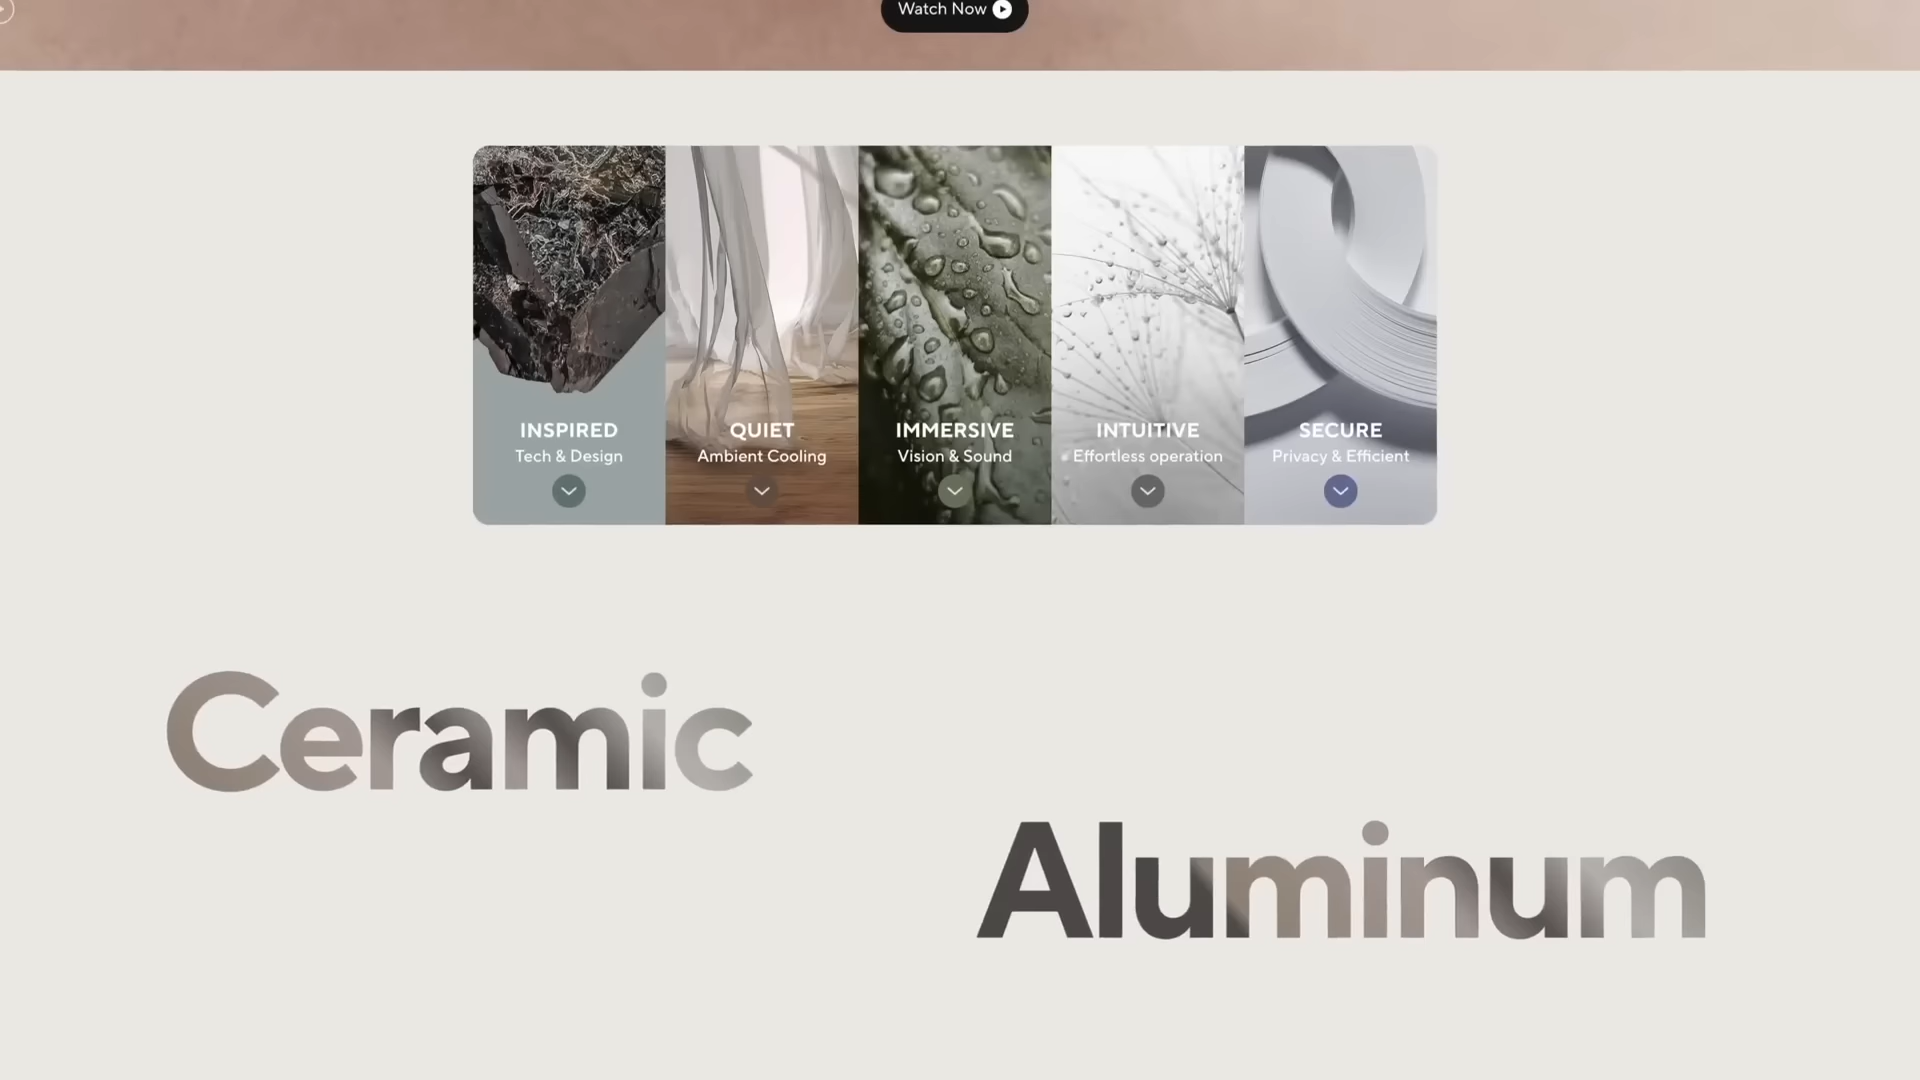 Watch Now
INSPIRED
Tech & Design
QUIET
Ambient Cooling
IMMERSIVE
Vision & Sound
INTUITIVE
Effortless operation
SECURE
Privacy & Efficient
Ceramic
Aluminum